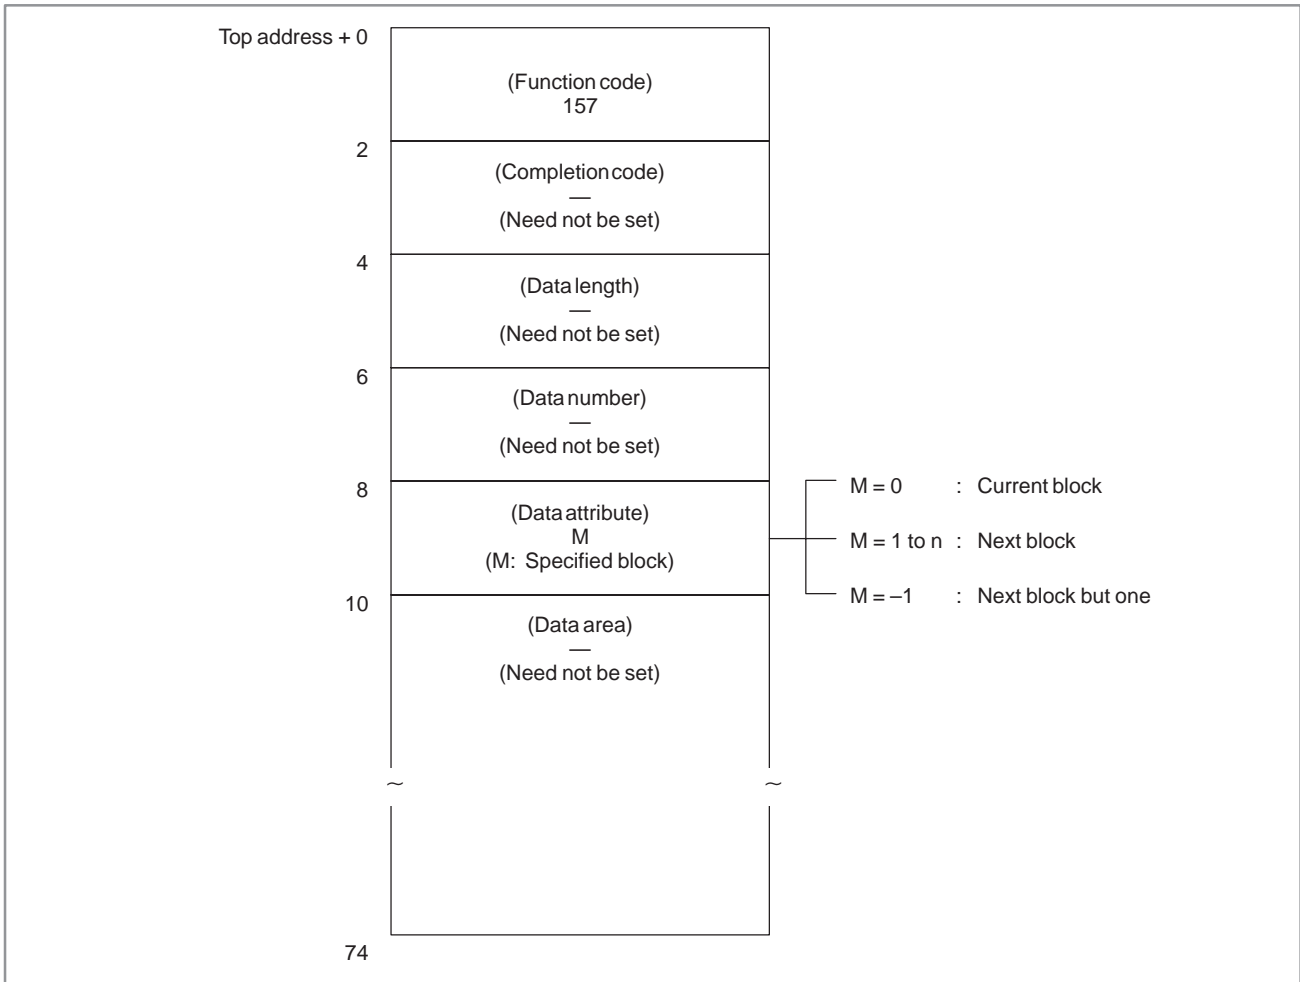 Top address + 0
(Function code)
157
2
(Completion code)
—
(Need not be set)
4
(Data length)
—
(Need not be set)
6
(Data number)
—
(Need not be set)
8
(Data attribute)
M
(M: Specified block)
M = 0 : Current block
M = 1 to n : Next block
M = –1 : Next block but one
10
(Data area)
—
(Need not be set)
~ ~
74